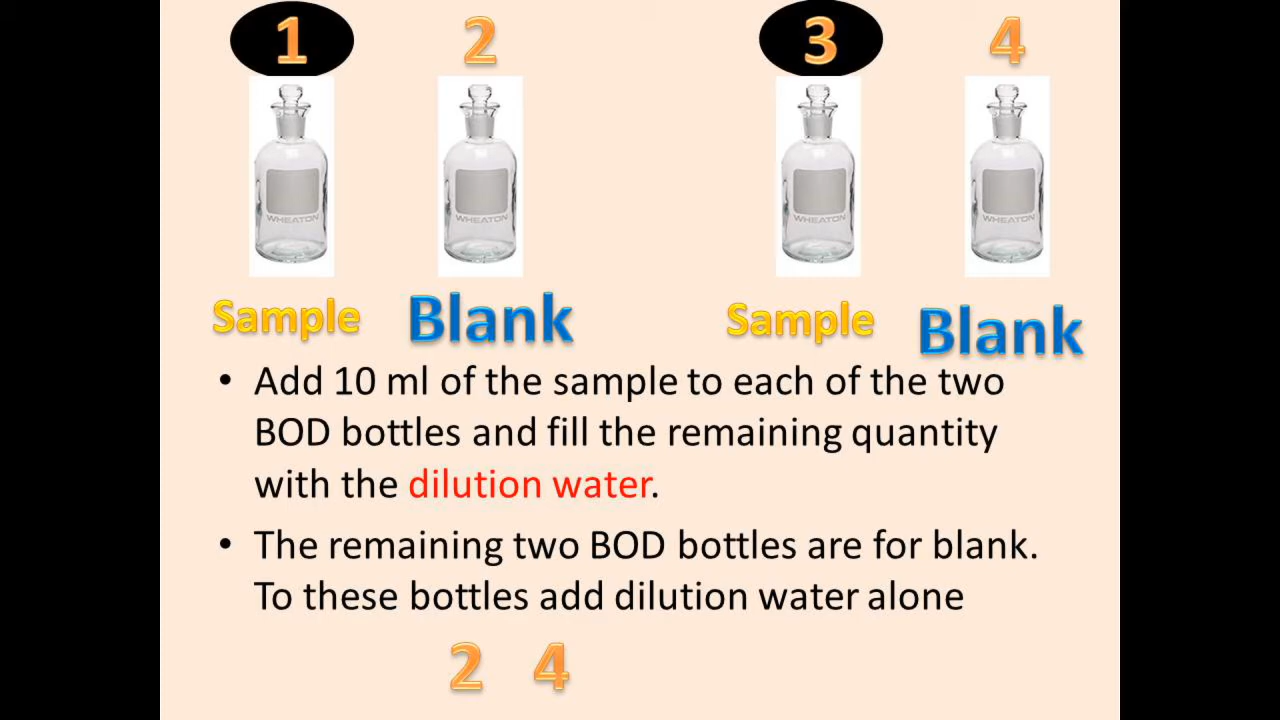 1 2 3 4
WHEATON WHEATON WHEATON WHEATON
Sample Blank Sample Blank
• Add 10 ml of the sample to each of the two
BOD bottles and fill the remaining quantity
with the dilution water.
• The remaining two BOD bottles are for blank.
To these bottles add dilution water alone
2 4